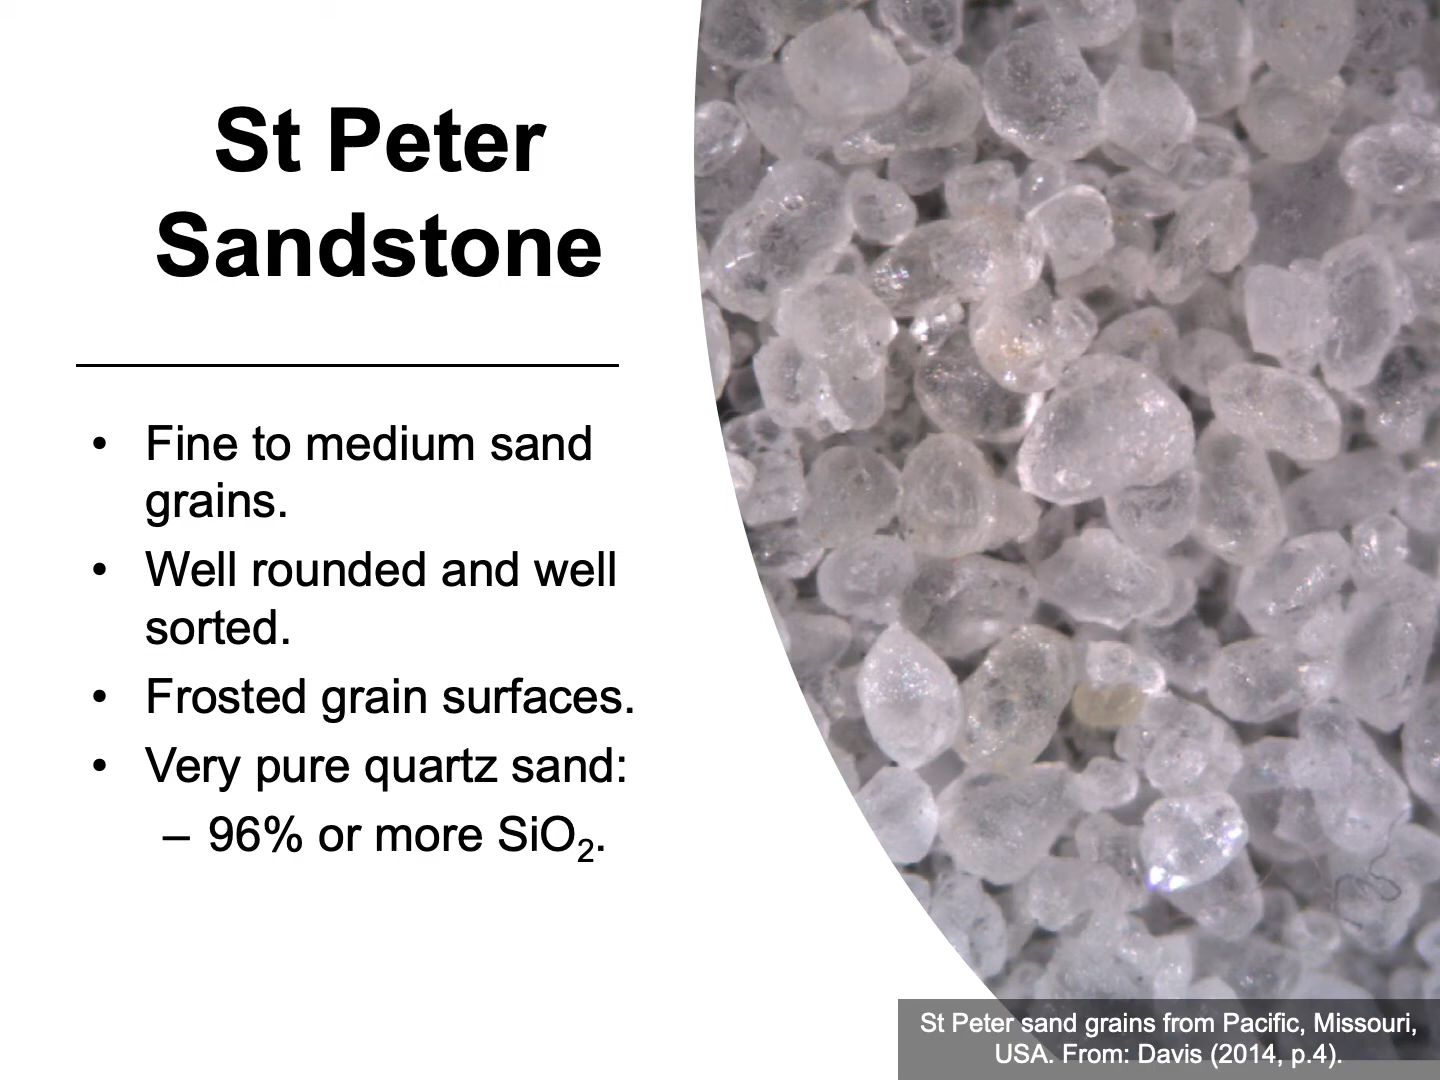 St Peter
Sandstone
• Fine to medium sand
grains.
• Well rounded and well
sorted.
• Frosted grain surfaces.
• Very pure quartz sand:
– 96% or more SiO₂.
St Peter sand grains from Pacific, Missouri,
USA. From: Davis (2014, p.4).